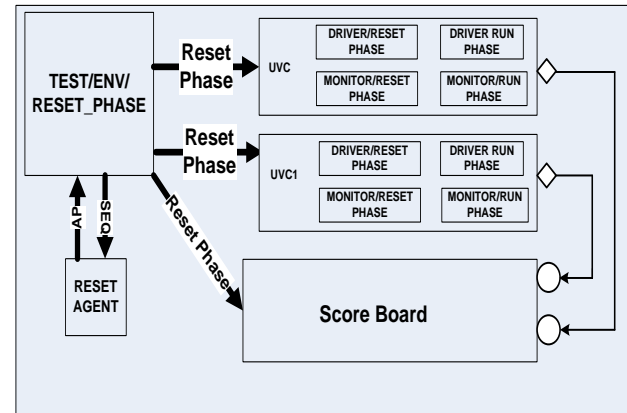 TEST/ENV/
RESET_PHASE
Reset
Phase
UVC
DRIVER/RESET
PHASE
DRIVER RUN
PHASE
MONITOR/RESET
PHASE
MONITOR/RUN
PHASE
Reset
Phase
UVC1
DRIVER/RESET
PHASE
DRIVER RUN
PHASE
MONITOR/RESET
PHASE
MONITOR/RUN
PHASE
Reset Phase
AP
SEQ
RESET
AGENT
Score Board